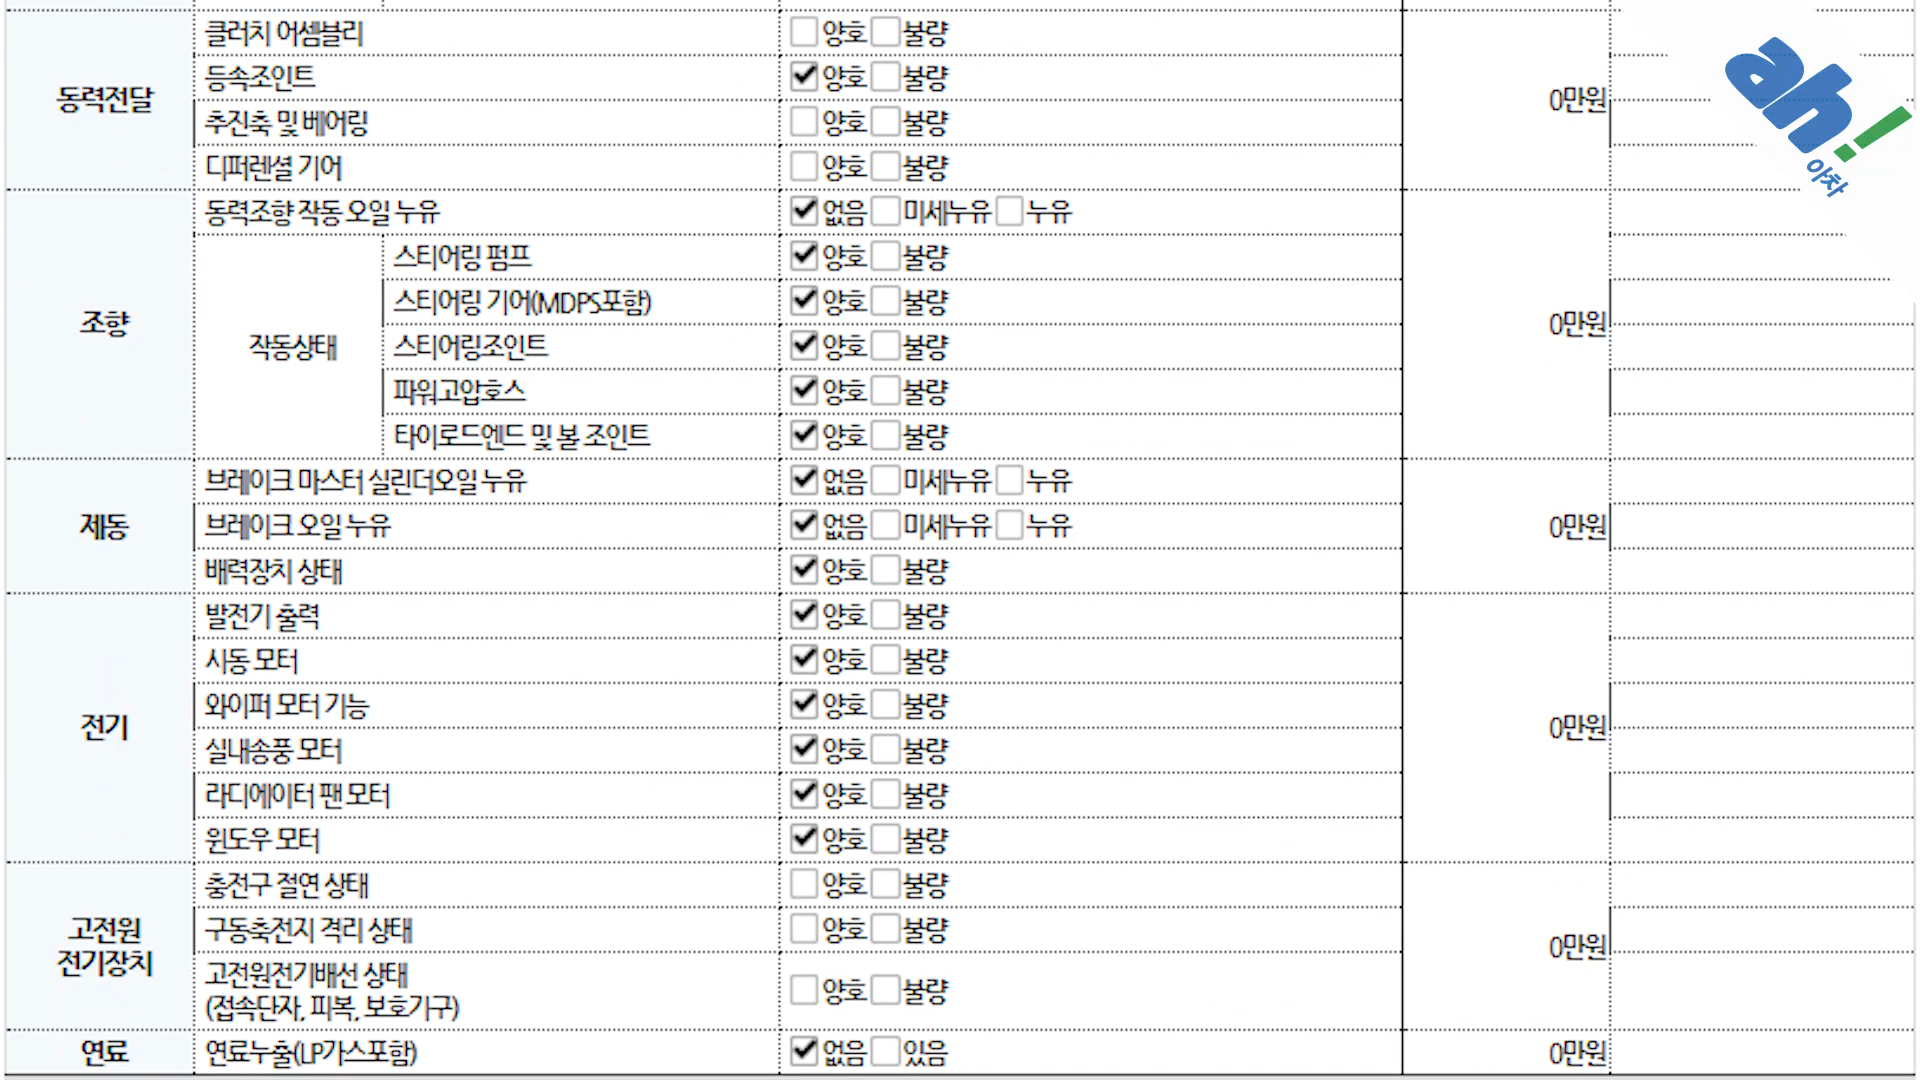 동력전달
클러치 어셈블리 양호 불량
등속조인트 양호 불량
추진축 및 베어링 양호 불량
디퍼렌셜 기어 양호 불량
0만원
조향
동력조향 작동 오일 누유 없음 미세누유 누유
작동상태
스티어링 펌프 양호 불량
스티어링 기어(MDPS포함) 양호 불량
스티어링조인트 양호 불량
파워고압호스 양호 불량
타이로드엔드 및 볼 조인트 양호 불량
0만원
제동
브레이크 마스터 실린더오일 누유 없음 미세누유 누유
브레이크 오일 누유 없음 미세누유 누유
배력장치 상태 양호 불량
0만원
전기
발전기 출력 양호 불량
시동 모터 양호 불량
와이퍼 모터 기능 양호 불량
실내송풍 모터 양호 불량
라디에이터 팬 모터 양호 불량
윈도우 모터 양호 불량
0만원
고전원
전기장치
충전구 절연 상태 양호 불량
구동축전지 격리 상태 양호 불량
고전원전기배선 상태
(접속단자, 피복, 보호기구) 양호 불량
0만원
연료
연료누출(LP가스포함) 없음 있음
0만원
ah!
아차